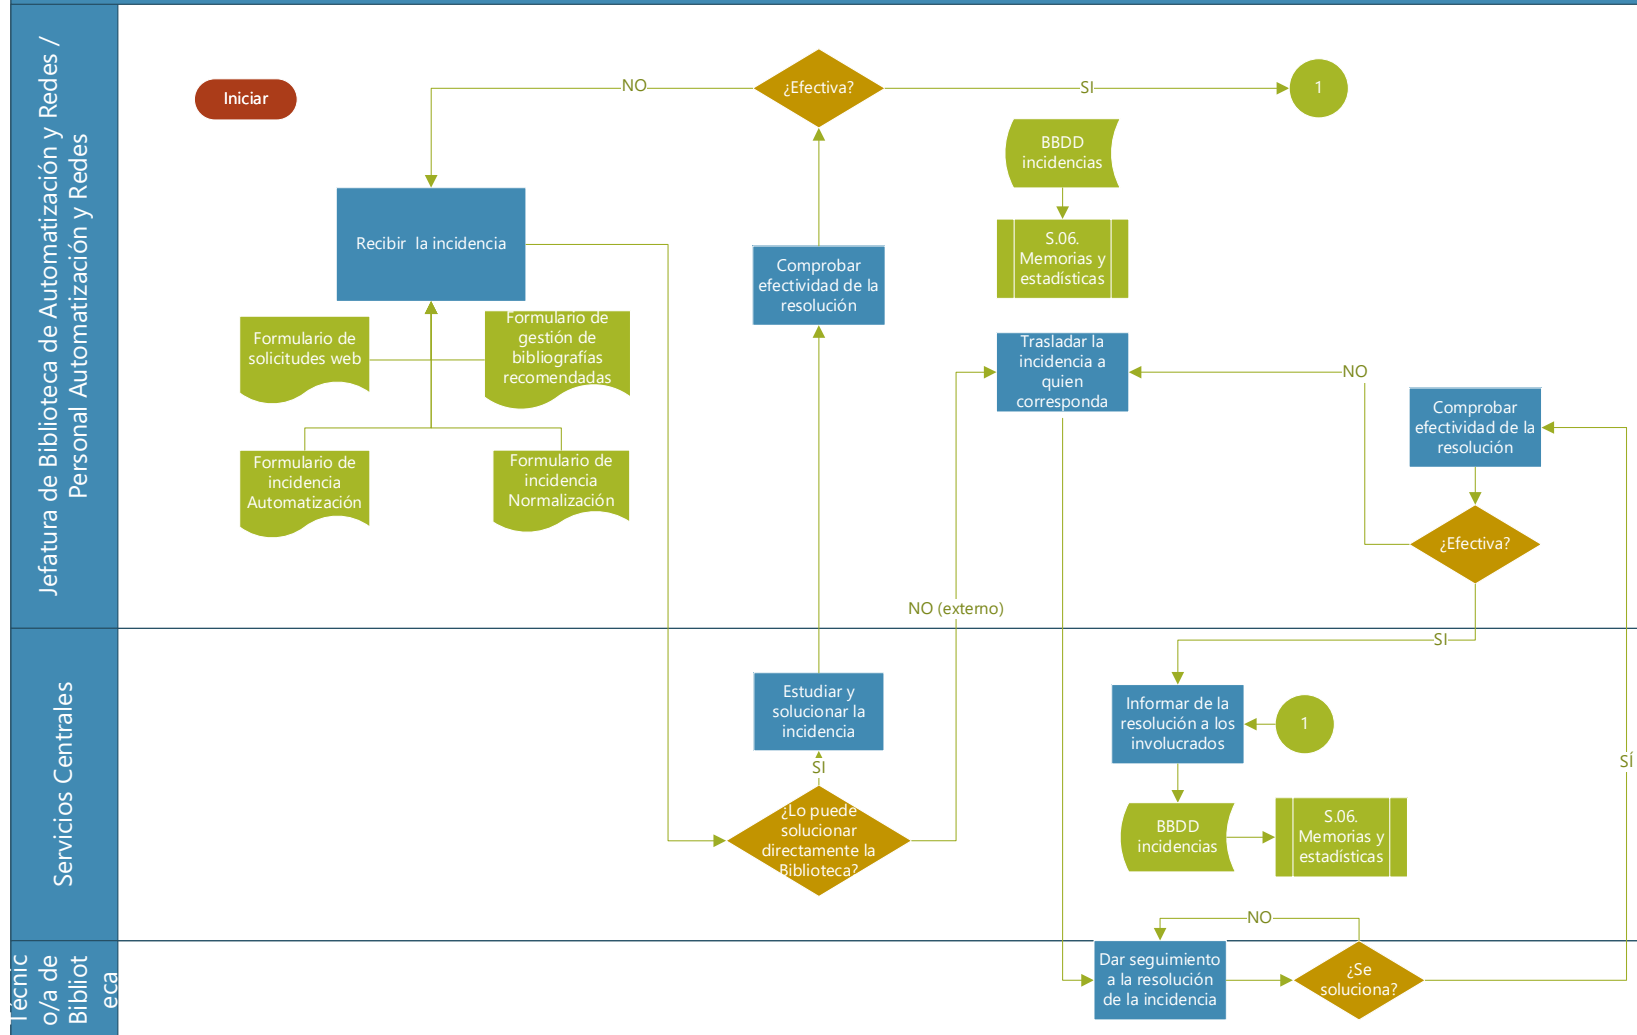 Jefatura de Biblioteca de Automatización y Redes /
Personal Automatización y Redes
Iniciar
NO
¿Efectiva?
SI
1
BBDD
incidencias
Recibir la incidencia
S.06.
Memorias y
estadísticas
Comprobar
efectividad de la
resolución
Formulario de
solicitudes web
Formulario de
gestión de
bibliografías
recomendadas
Trasladar la
incidencia a
quien
corresponda
NO
Comprobar
efectividad de la
resolución
Formulario de
incidencia
Automatización
Formulario de
incidencia
Normalización
¿Efectiva?
NO (externo)
SI
Servicios Centrales
Estudiar y
solucionar la
incidencia
Informar de la
resolución a los
involucrados
1
SI
SÍ
¿Lo puede
solucionar
directamente la
Biblioteca?
BBDD
incidencias
S.06.
Memorias y
estadísticas
NO
Técnic
o/a de
Bibliot
eca
Dar seguimiento
a la resolución
de la incidencia
¿Se
soluciona?